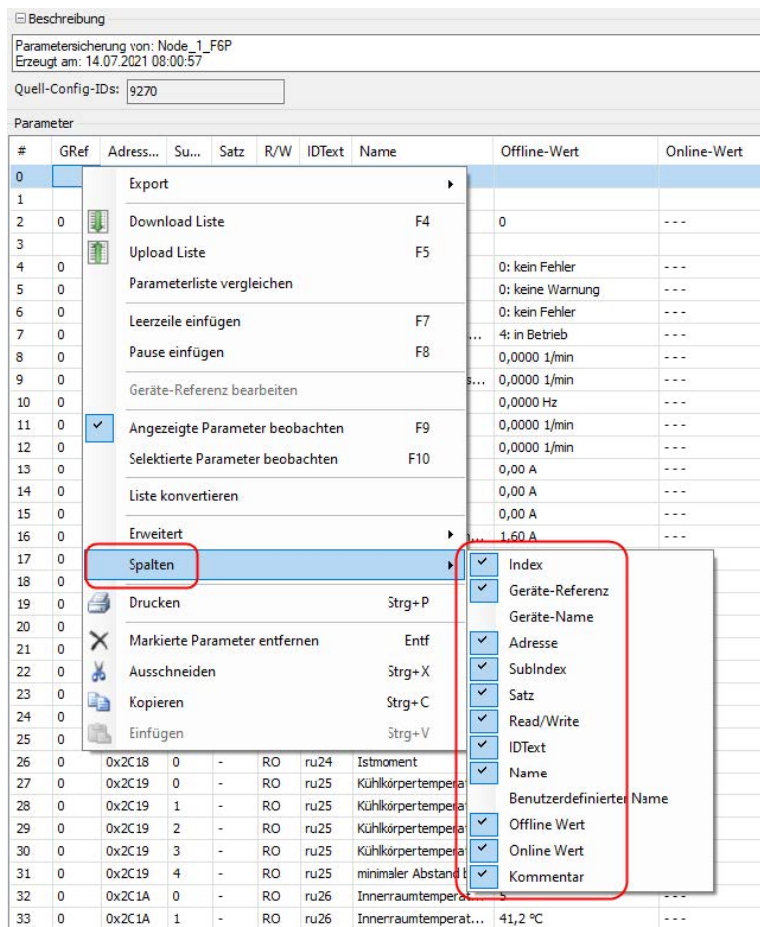 Beschreibung
Parametersicherung von: Node_1_F6P
Erzeugt am: 14.07.2021 08:00:57
Quell-Config-IDs: 9270
Parameter
# GRef Adress... Su... Satz R/W IDText Name Offline-Wert Online-Wert
0
1
2 0 0 ---
3
4 0 0: kein Fehler ---
5 0 0: keine Warnung ---
6 0 0: kein Fehler ---
7 0 ... 4: in Betrieb ---
8 0 0,0000 1/min ---
9 0 s... 0,0000 1/min ---
10 0 0,0000 Hz ---
11 0 0,0000 1/min ---
12 0 0,0000 1/min ---
13 0 0,00 A ---
14 0 0,00 A ---
15 0 0,00 A ---
16 0 1,60 A ---
17 0
18 0
19 0
20 0
21 0
22 0
23 0
24 0
25 0
26 0 0x2C18 0 - RO ru24 Istmoment
27 0 0x2C19 0 - RO ru25 Kühlkörpertempera
28 0 0x2C19 1 - RO ru25 Kühlkörpertempera
29 0 0x2C19 2 - RO ru25 Kühlkörpertempera
30 0 0x2C19 3 - RO ru25 Kühlkörpertempera
31 0 0x2C19 4 - RO ru25 minimaler Abstand
32 0 0x2C1A 0 - RO ru26 Innerraumtemperat... 5 ---
33 0 0x2C1A 1 - RO ru26 Innerraumtemperat... 41,2 °C ---
Export
Download Liste F4
Upload Liste F5
Parameterliste vergleichen
Leerzeile einfügen F7
Pause einfügen F8
Geräte-Referenz bearbeiten
Angezeigte Parameter beobachten F9
Selektierte Parameter beobachten F10
Liste konvertieren
Erweitert
Spalten
Drucken Strg+P
Markierte Parameter entfernen Entf
Ausschneiden Strg+X
Kopieren Strg+C
Einfügen Strg+V
Index
Geräte-Referenz
Geräte-Name
Adresse
SubIndex
Satz
Read/Write
IDText
Name
Benutzerdefinierter Name
Offline Wert
Online Wert
Kommentar